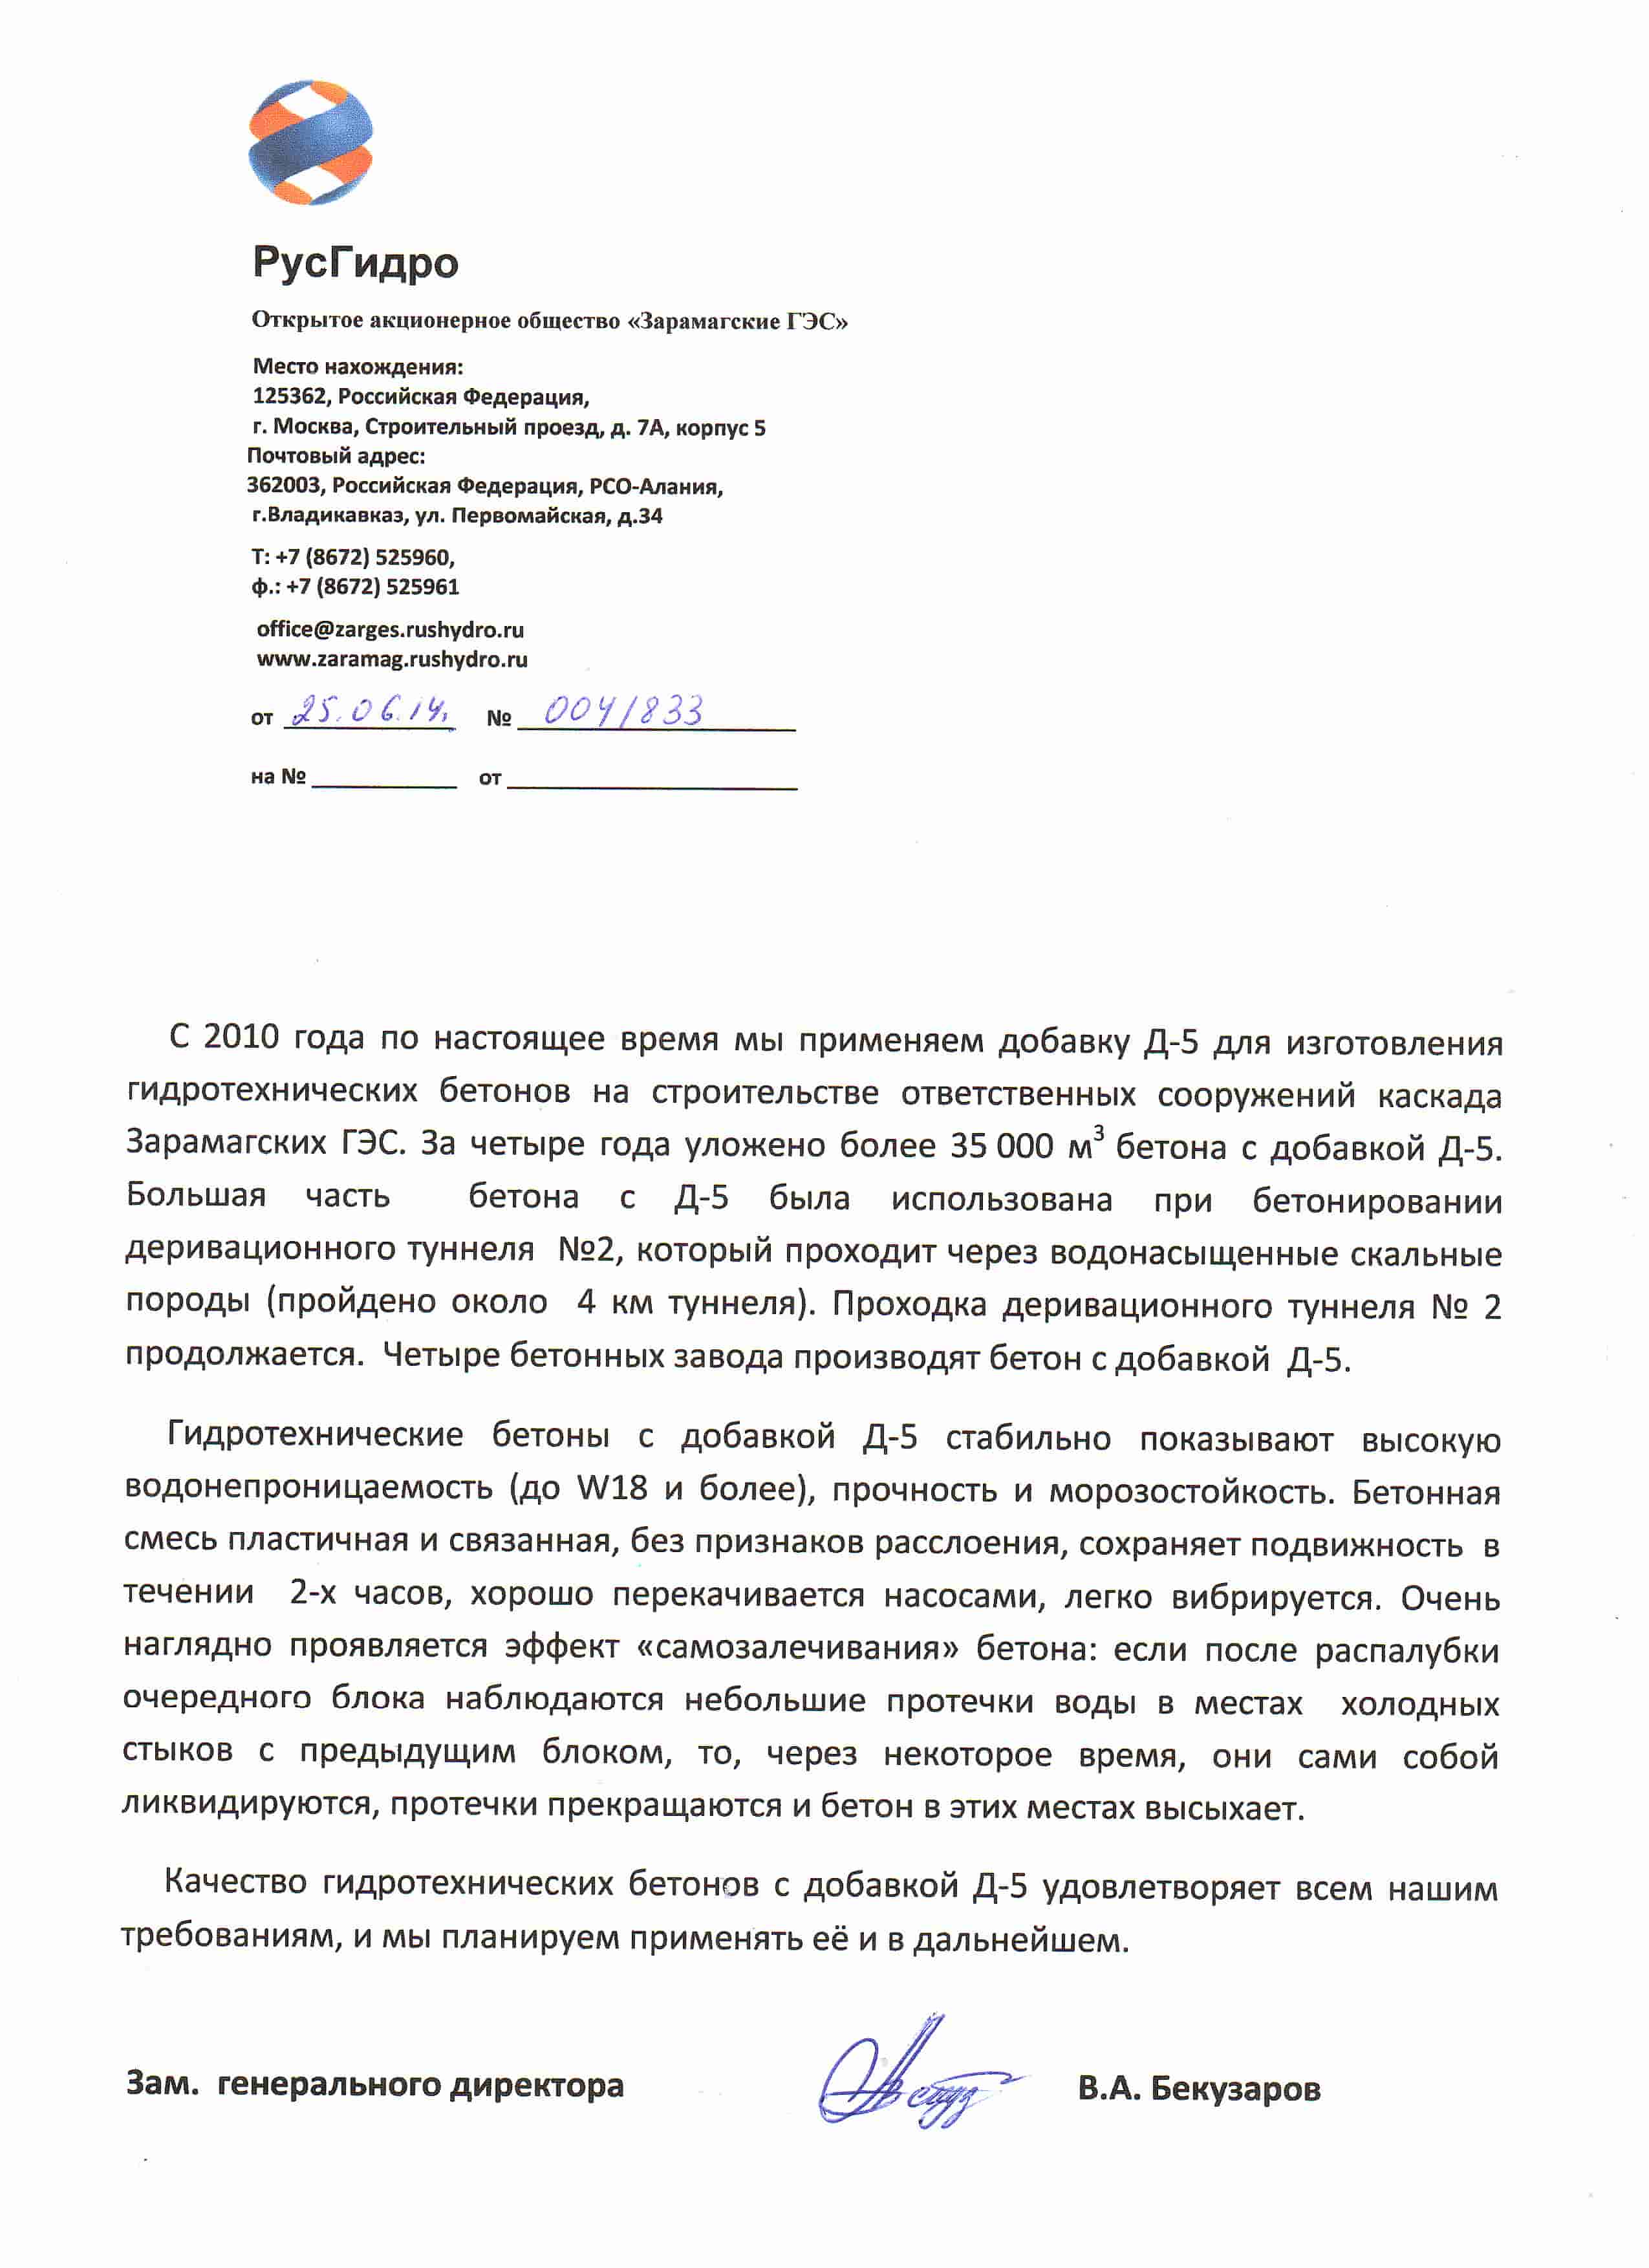 РусГидро
Открытое акционерное общество «Зарамагские ГЭС»
Место нахождения:
125362, Российская Федерация,
г. Москва, Строительный проезд, д. 7А, корпус 5
Почтовый адрес:
362003, Российская Федерация, РСО-Алания,
г.Владикавказ, ул. Первомайская, д.34
Т: +7 (8672) 525960,
ф.: +7 (8672) 525961
office@zarges.rushydro.ru
www.zaramag.rushydro.ru
от 25.06.14. № 004/833
на № ____________ от ____________
С 2010 года по настоящее время мы применяем добавку Д-5 для изготовления
гидротехнических бетонов на строительстве ответственных сооружений каскада
Зарамагских ГЭС. За четыре года уложено более 35 000 м³ бетона с добавкой Д-5.
Большая часть бетона с Д-5 была использована при бетонировании
деривационного туннеля №2, который проходит через водонасыщенные скальные
породы (пройдено около 4 км туннеля). Проходка деривационного туннеля № 2
продолжается. Четыре бетонных завода производят бетон с добавкой Д-5.
Гидротехнические бетоны с добавкой Д-5 стабильно показывают высокую
водонепроницаемость (до W18 и более), прочность и морозостойкость. Бетонная
смесь пластичная и связанная, без признаков расслоения, сохраняет подвижность в
течении 2-х часов, хорошо перекачивается насосами, легко вибрируется. Очень
наглядно проявляется эффект «самозалечивания» бетона: если после распалубки
очередного блока наблюдаются небольшие протечки воды в местах холодных
стыков с предыдущим блоком, то, через некоторое время, они сами собой
ликвидируются, протечки прекращаются и бетон в этих местах высыхает.
Качество гидротехнических бетонов с добавкой Д-5 удовлетворяет всем нашим
требованиям, и мы планируем применять её и в дальнейшем.
Зам. генерального директора В.А. Бекузаров